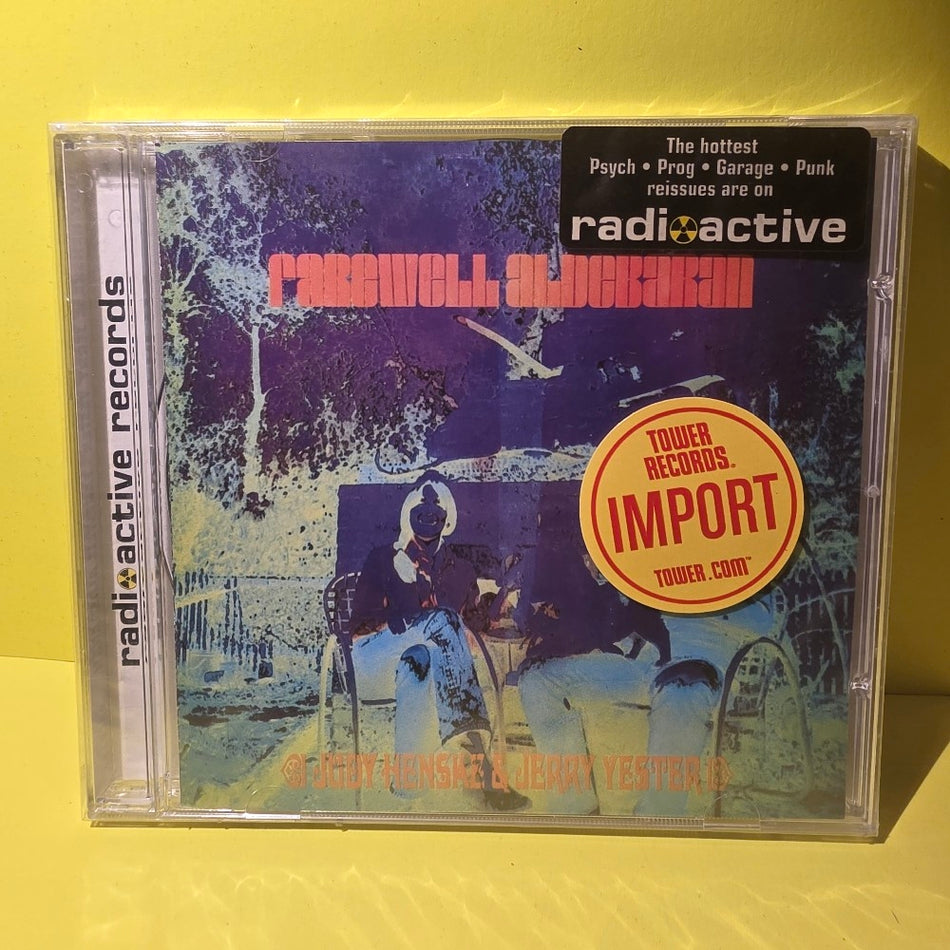 The hottest
Psych • Prog • Garage • Punk
reissues are on
radioactive
FAREWELL ALDEBARAN
TOWER
RECORDS®
IMPORT
TOWER.COM™
JUDY HENSKE & JERRY YESTER
radioactive records